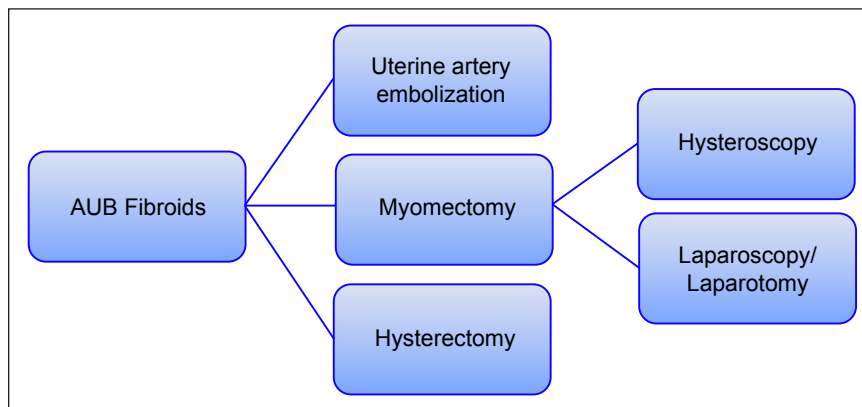 AUB Fibroids
Uterine artery
embolization
Myomectomy
Hysterectomy
Hysteroscopy
Laparoscopy/
Laparotomy